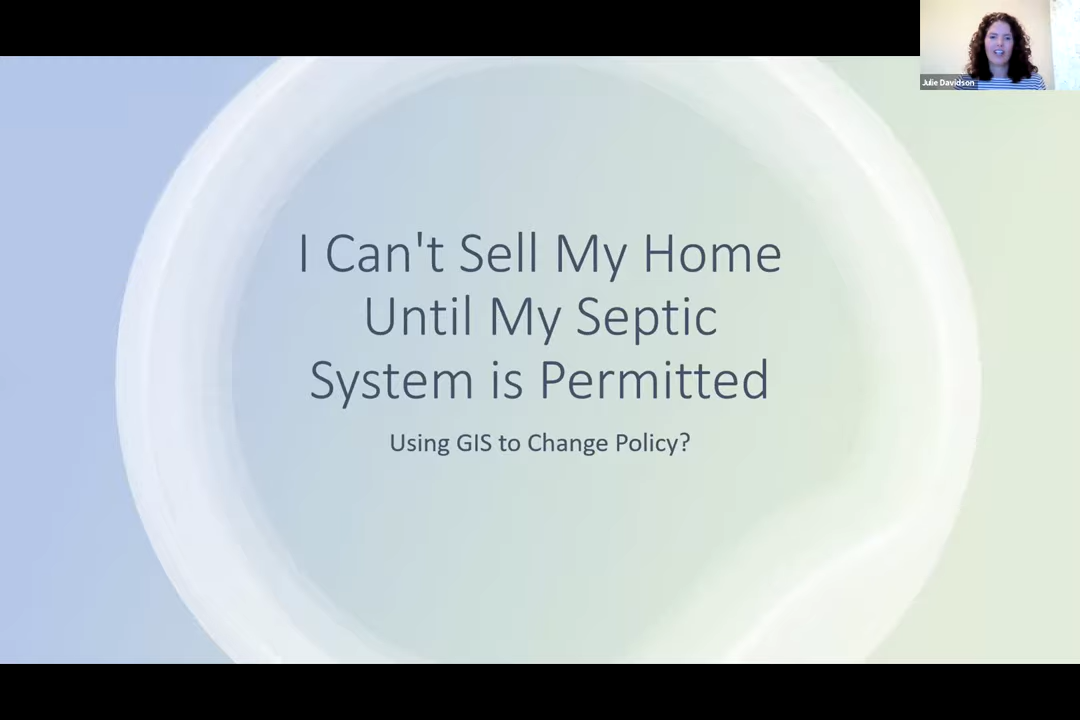 Julie Davidson
I Can't Sell My Home
Until My Septic
System is Permitted
Using GIS to Change Policy?